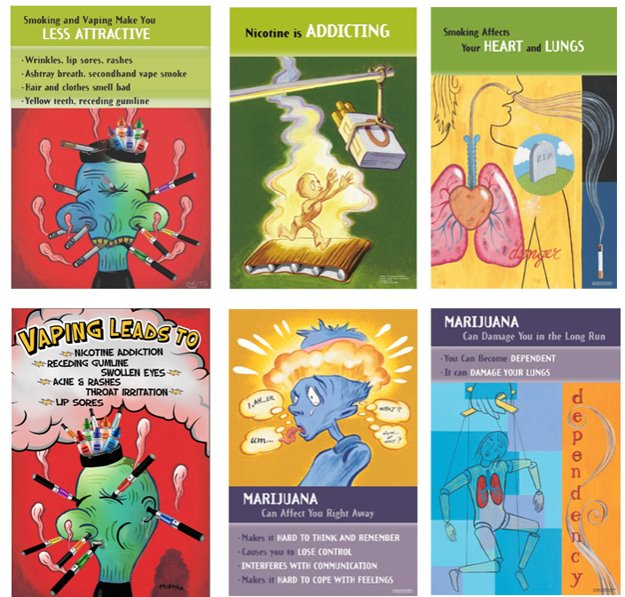 Smoking and Vaping Make You
LESS ATTRACTIVE
· Wrinkles, lip sores, rashes
· Ashtray breath, secondhand vape smoke
· Hair and clothes smell bad
· Yellow teeth, receding gumline
Nicotine is ADDICTING
Smoking Affects
Your HEART and LUNGS
R.I.P
danger
VAPING LEADS TO
NICOTINE ADDICTION
RECEDING GUMLINE
SWOLLEN EYES
ACNE & RASHES
THROAT IRRITATION
LIP SORES
I, AH, ER
UM...
WHAT?
MARIJUANA
Can Affect You Right Away
· Makes it HARD TO THINK AND REMEMBER
· Causes you to LOSE CONTROL
· INTERFERES WITH COMMUNICATION
· Makes it HARD TO COPE WITH FEELINGS
MARIJUANA
Can Damage You in the Long Run
· You Can Become DEPENDENT
· It can DAMAGE YOUR LUNGS
dependency